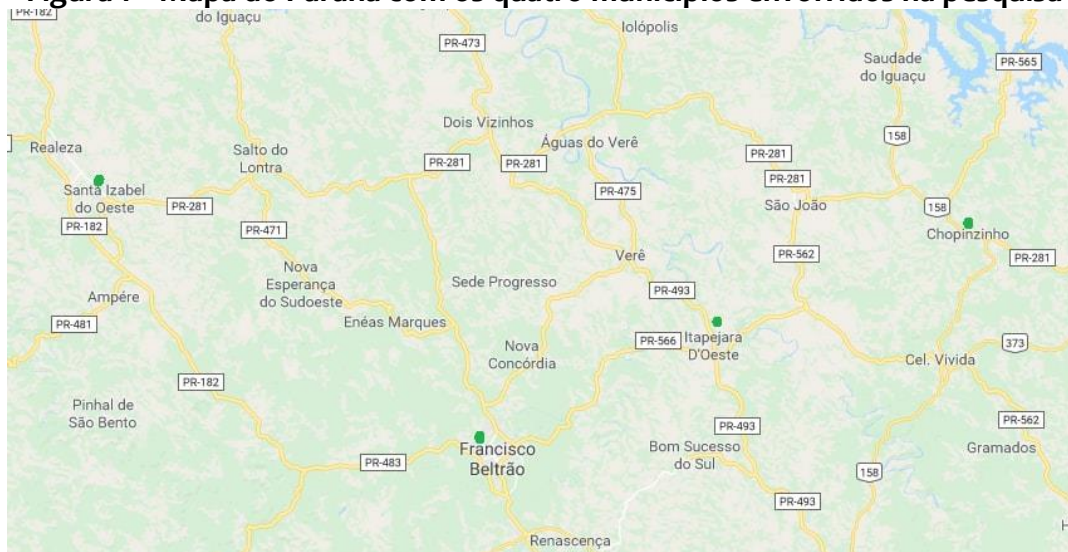 Figura 1 - Mapa do Paraná com os quatro municípios envolvidos na pesquisa
PR-182
do Iguaçu
PR-473
Iolópolis
Saudade
do Iguaçu
PR-565
Realeza
Salto do
Lontra
Dois Vizinhos
Águas do Verê
158
PR-281
PR-281
PR-281
PR-281
Santa Izabel
do Oeste
PR-281
PR-475
São João
158
PR-182
PR-471
Chopinzinho
Verê
PR-562
PR-281
Nova
Esperança
do Sudoeste
Sede Progresso
PR-493
Ampére
PR-481
Enéas Marques
Nova
Concórdia
PR-566
Itapejara
D'Oeste
373
Cel. Vivida
PR-182
Pinhal de
São Bento
PR-493
PR-562
Francisco
Beltrão
PR-483
Bom Sucesso
do Sul
Gramados
158
PR-493
Renascença